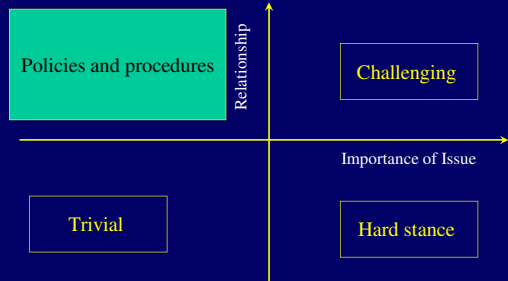 Policies and procedures
Relationship
Challenging
Importance of Issue
Trivial
Hard stance